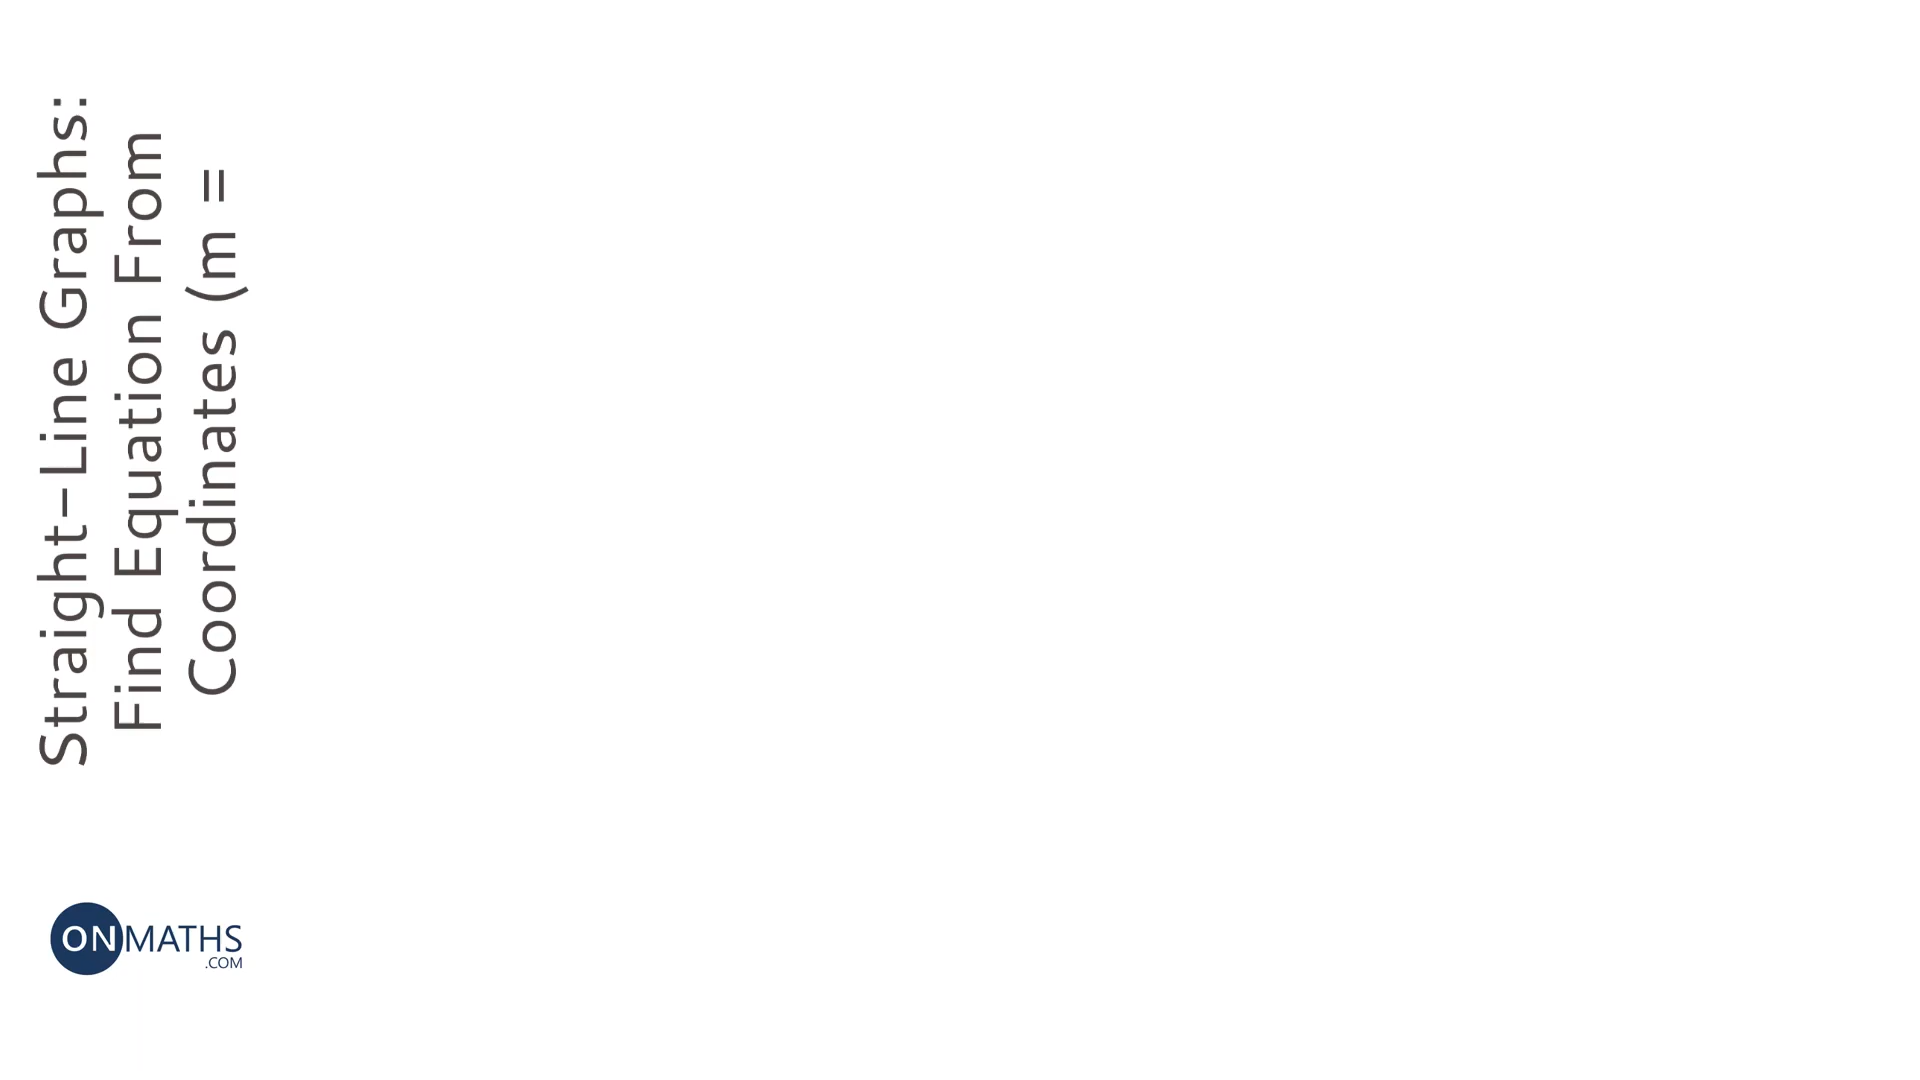 Straight-Line Graphs:
Find Equation From
Coordinates (m =
ONMATHS
.COM